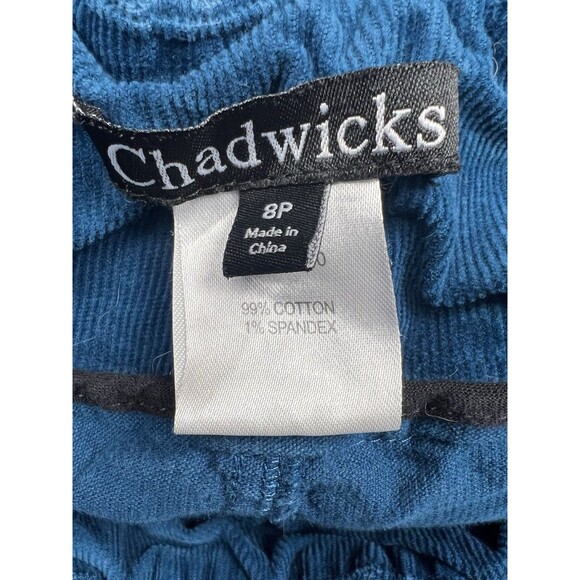 Chadwicks
8P
Made in
China
99% COTTON
1% SPANDEX